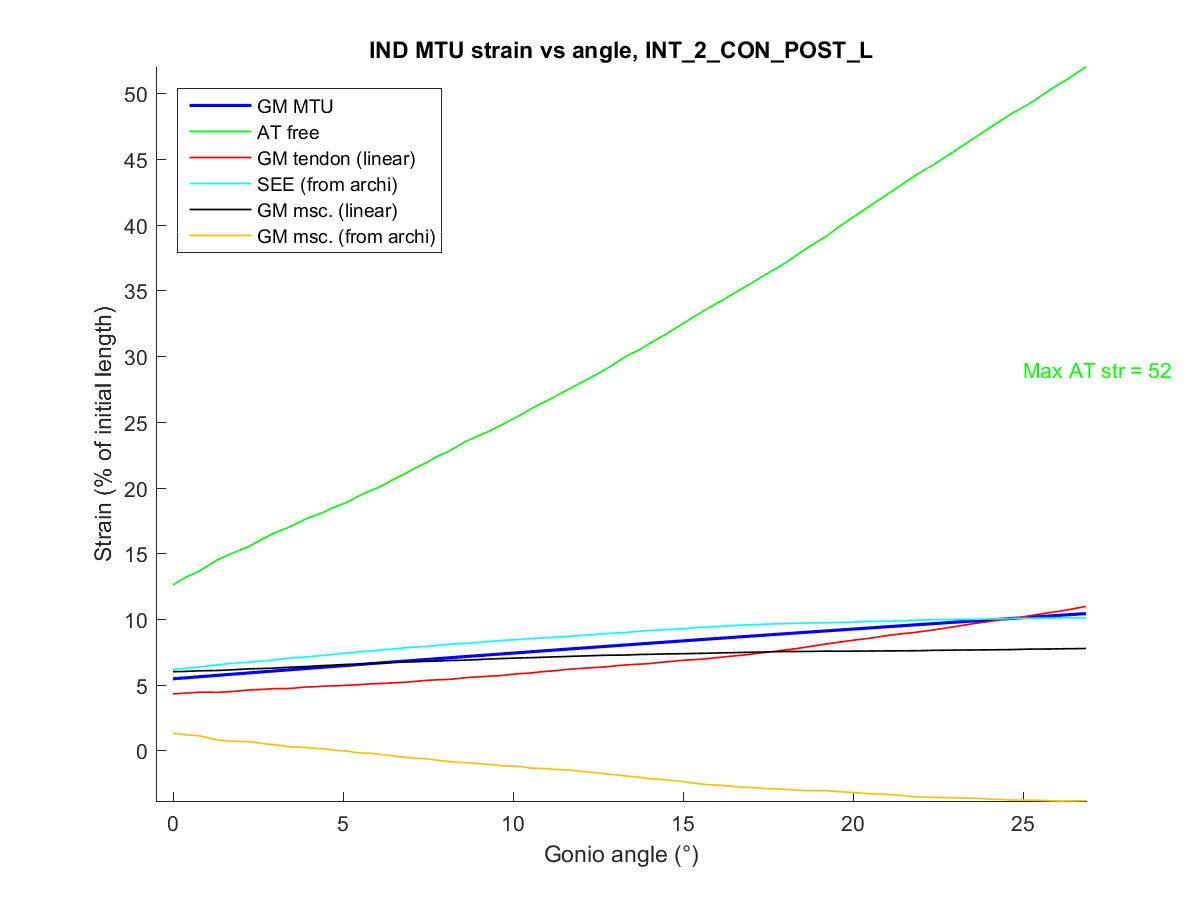 IND MTU strain vs angle, INT_2_CON_POST_L
GM MTU
AT free
GM tendon (linear)
SEE (from archi)
GM msc. (linear)
GM msc. (from archi)
50
45
40
35
30
25
20
15
10
5
0
Strain (% of initial length)
Max AT str = 52
0 5 10 15 20 25
Gonio angle (°)